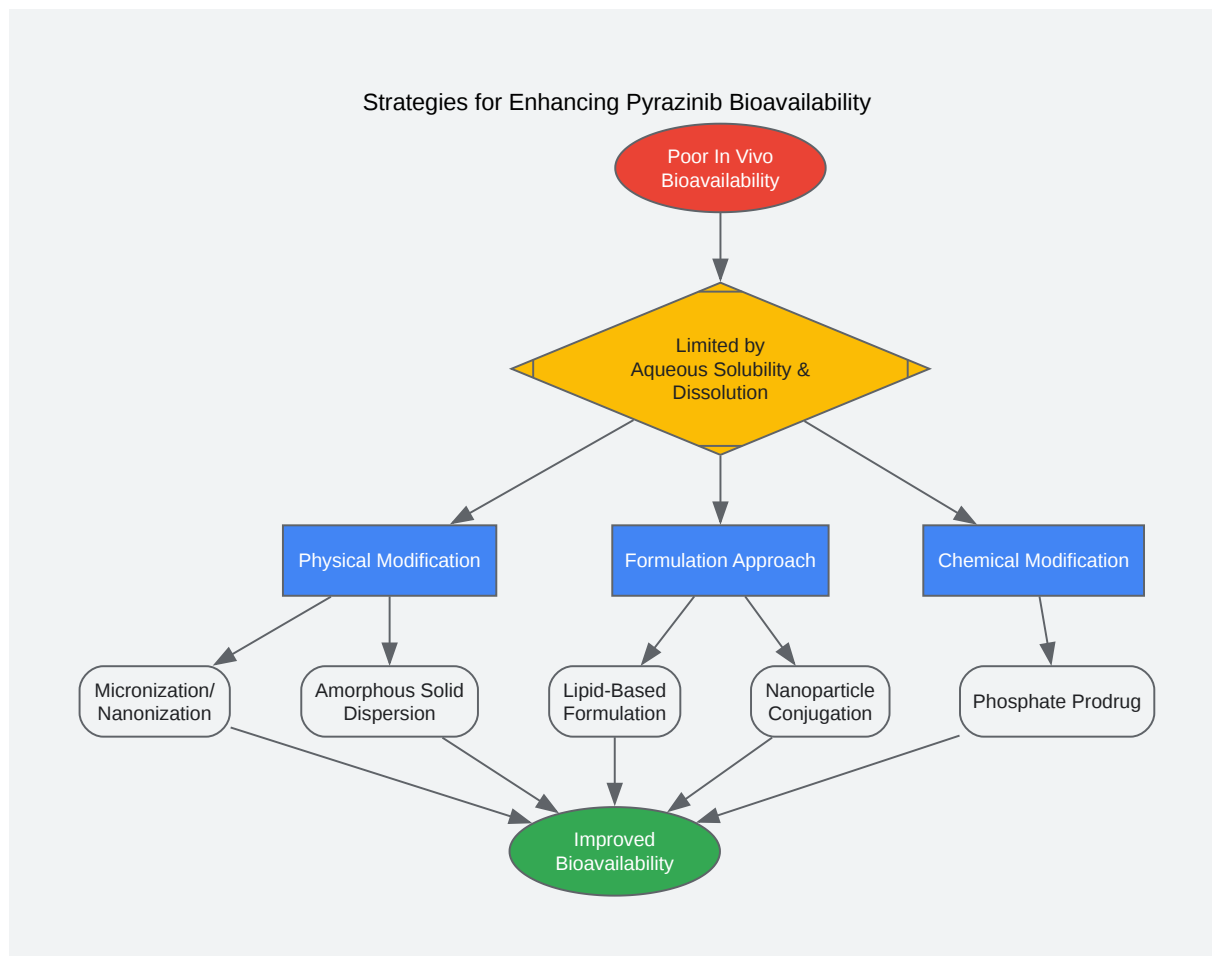 Strategies for Enhancing Pyrazinib Bioavailability
Poor In Vivo
Bioavailability
Limited by
Aqueous Solubility &
Dissolution
Physical Modification
Formulation Approach
Chemical Modification
Micronization/
Nanonization
Amorphous Solid
Dispersion
Lipid-Based
Formulation
Nanoparticle
Conjugation
Phosphate Prodrug
Improved
Bioavailability